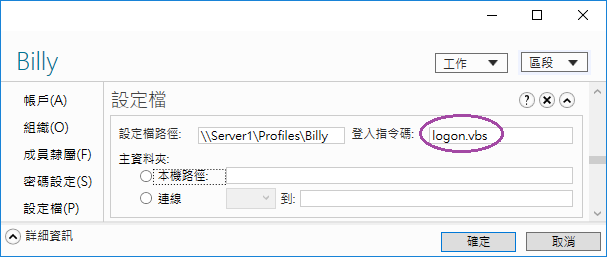 Billy
工作
區段
帳戶(A)
組織(O)
成員隸屬(F)
密碼設定(S)
設定檔(P)
設定檔
設定檔路徑: \\Server1\Profiles\Billy 登入指令碼: logon.vbs
主資料夾:
本機路徑:
連線 到:
詳細資訊
確定
取消